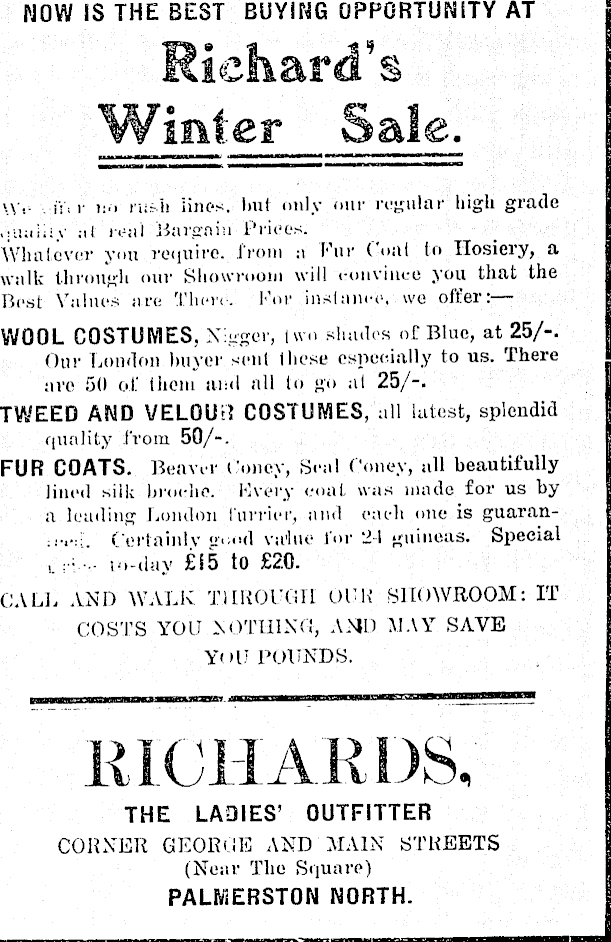 NOW IS THE BEST BUYING OPPORTUNITY AT
Richard's
Winter Sale.
We offer no rush lines, but only our regular high grade
quality at real Bargain Prices.
Whatever you require, from a Fur Coat to Hosiery, a
walk through our Showroom will convince you that the
Best Values are There. For instance, we offer:—
WOOL COSTUMES, Nigger, two shades of Blue, at 25/-.
Our London buyer sent these especially to us. There
are 50 of them and all to go at 25/-.
TWEED AND VELOUR COSTUMES, all latest, splendid
quality from 50/-.
FUR COATS. Beaver Coney, Seal Coney, all beautifully
lined silk broche. Every coat was made for us by
a leading London furrier, and each one is guaran-
teed. Certainly good value for 24 guineas. Special
price to-day £15 to £20.
CALL AND WALK THROUGH OUR SHOWROOM: IT
COSTS YOU NOTHING, AND MAY SAVE
YOU POUNDS.
RICHARDS,
THE LADIES' OUTFITTER
CORNER GEORGE AND MAIN STREETS
(Near The Square)
PALMERSTON NORTH.